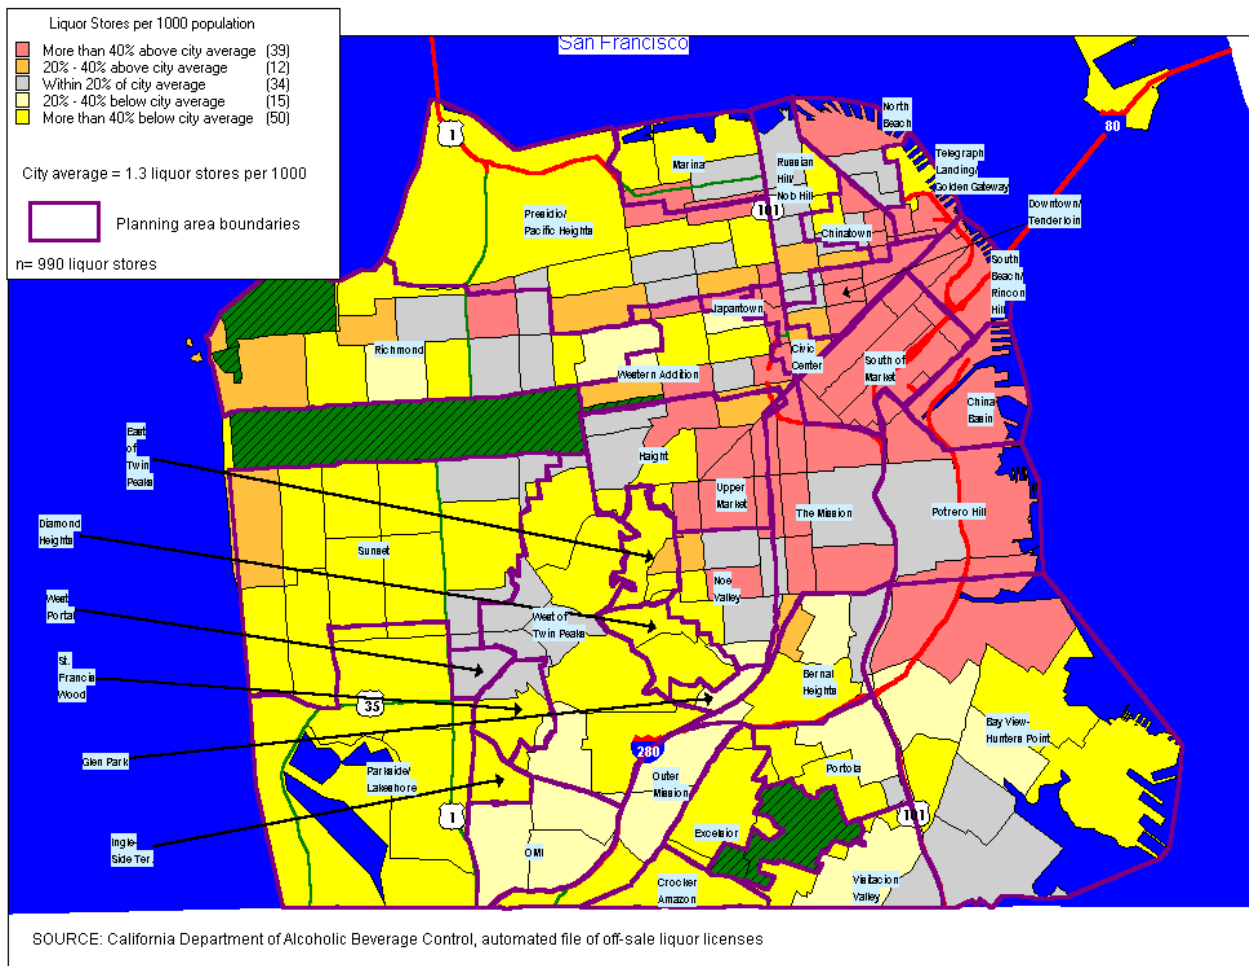 Liquor Stores per 1000 population
More than 40% above city average (39)
20% - 40% above city average (12)
Within 20% of city average (34)
20% - 40% below city average (15)
More than 40% below city average (50)
City average = 1.3 liquor stores per 1000
Planning area boundaries
n= 990 liquor stores
San Francisco
North
Beach
80
1
Marina
Russian
Hill/
Nob Hill
Telegraph
Landing/
Golden Gateway
Downtown/
Tenderloin
101
Presidio/
Pacific Heights
Chinatown
South
Beach/
Rincon
Hill
Japantown
Richmond
Civic
Center
South of
Market
Western Addition
China
Basin
East
of
Twin
Peaks
Haight
Upper
Market
The Mission
Potrero Hill
Diamond
Heights
Sunset
Noe
Valley
West
Portal
West of
Twin Peaks
St.
Francis
Wood
Bernal
Heights
35
Bay View-
Hunters Point
280
Glen Park
Parkside/
Lakeshore
Outer
Mission
Portola
1
101
Excelsior
Ingle-
Side Ter.
OMI
Crocker
Amazon
Visitacion
Valley
SOURCE: California Department of Alcoholic Beverage Control, automated file of off-sale liquor licenses